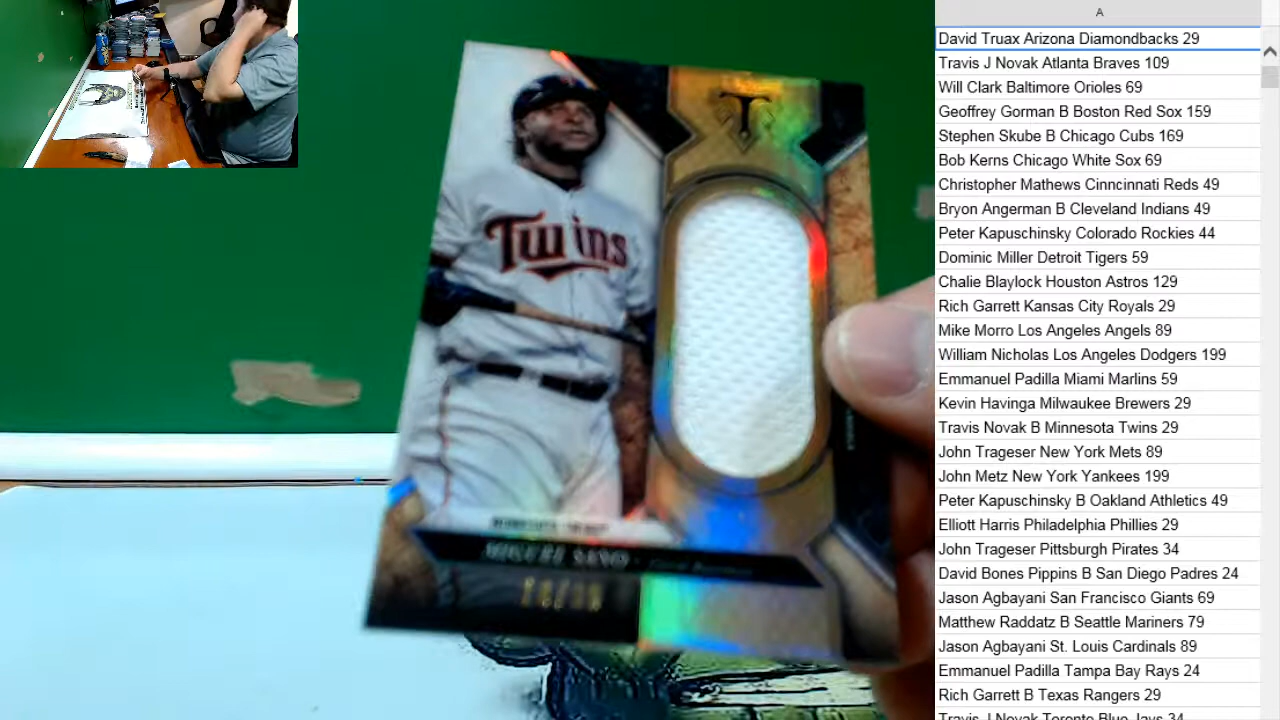 Twins
MIGUEL SANÓ
A
David Truax Arizona Diamondbacks 29
Travis J Novak Atlanta Braves 109
Will Clark Baltimore Orioles 69
Geoffrey Gorman B Boston Red Sox 159
Stephen Skube B Chicago Cubs 169
Bob Kerns Chicago White Sox 69
Christopher Mathews Cinncinnati Reds 49
Bryon Angerman B Cleveland Indians 49
Peter Kapuschinsky Colorado Rockies 44
Dominic Miller Detroit Tigers 59
Chalie Blaylock Houston Astros 129
Rich Garrett Kansas City Royals 29
Mike Morro Los Angeles Angels 89
William Nicholas Los Angeles Dodgers 199
Emmanuel Padilla Miami Marlins 59
Kevin Havinga Milwaukee Brewers 29
Travis Novak B Minnesota Twins 29
John Trageser New York Mets 89
John Metz New York Yankees 199
Peter Kapuschinsky B Oakland Athletics 49
Elliott Harris Philadelphia Phillies 29
John Trageser Pittsburgh Pirates 34
David Bones Pippins B San Diego Padres 24
Jason Agbayani San Francisco Giants 69
Matthew Raddatz B Seattle Mariners 79
Jason Agbayani St. Louis Cardinals 89
Emmanuel Padilla Tampa Bay Rays 24
Rich Garrett B Texas Rangers 29
Travis J Novak Toronto Blue Jays 34